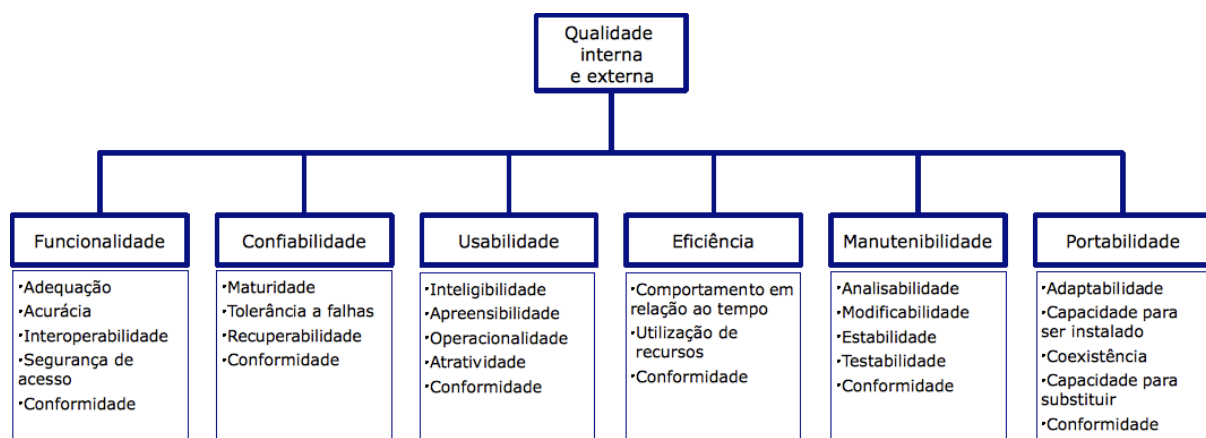 Qualidade
interna
e externa
Funcionalidade
·Adequação
·Acurácia
·Interoperabilidade
·Segurança de
acesso
·Conformidade
Confiabilidade
·Maturidade
·Tolerância a falhas
·Recuperabilidade
·Conformidade
Usabilidade
·Inteligibilidade
·Apreensibilidade
·Operacionalidade
·Atratividade
·Conformidade
Eficiência
·Comportamento em
relação ao tempo
·Utilização de
recursos
·Conformidade
Manutenibilidade
·Analisabilidade
·Modificabilidade
·Estabilidade
·Testabilidade
·Conformidade
Portabilidade
·Adaptabilidade
·Capacidade para
ser instalado
·Coexistência
·Capacidade para
substituir
·Conformidade